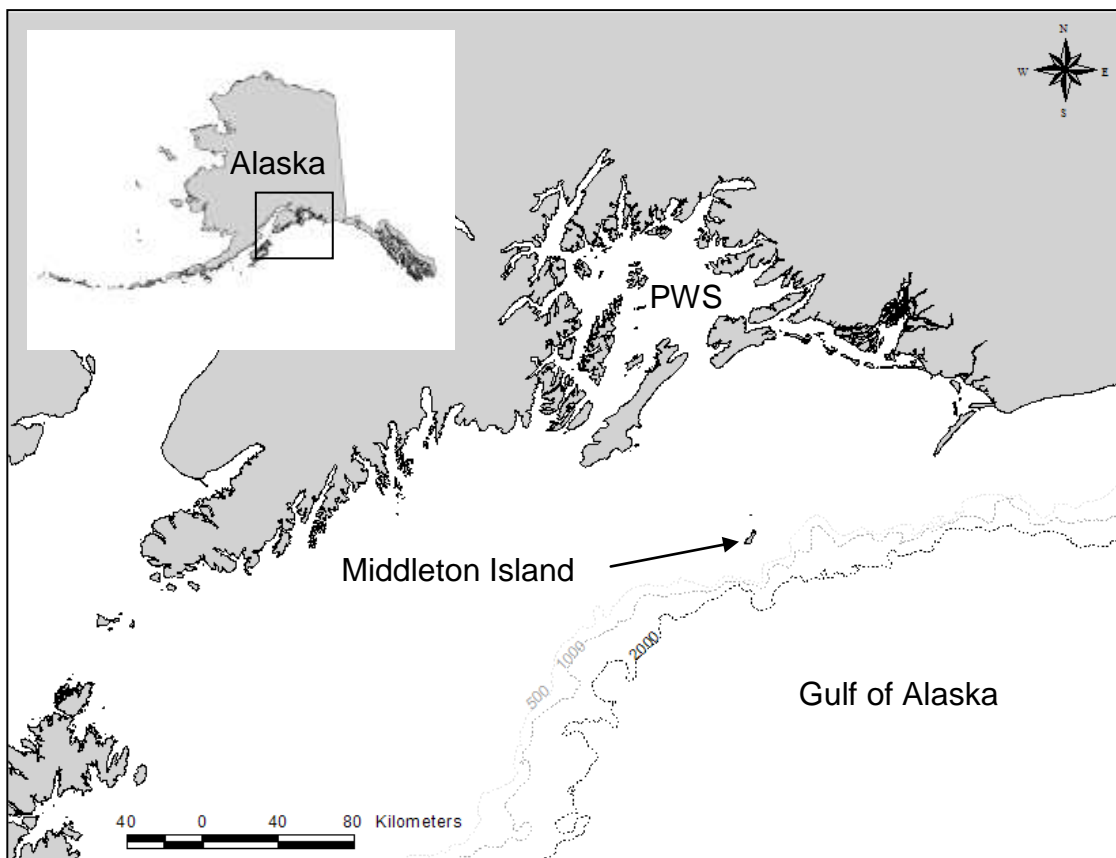 N
W E
S
Alaska
PWS
Middleton Island
500
1000
2000
Gulf of Alaska
40 0 40 80 Kilometers